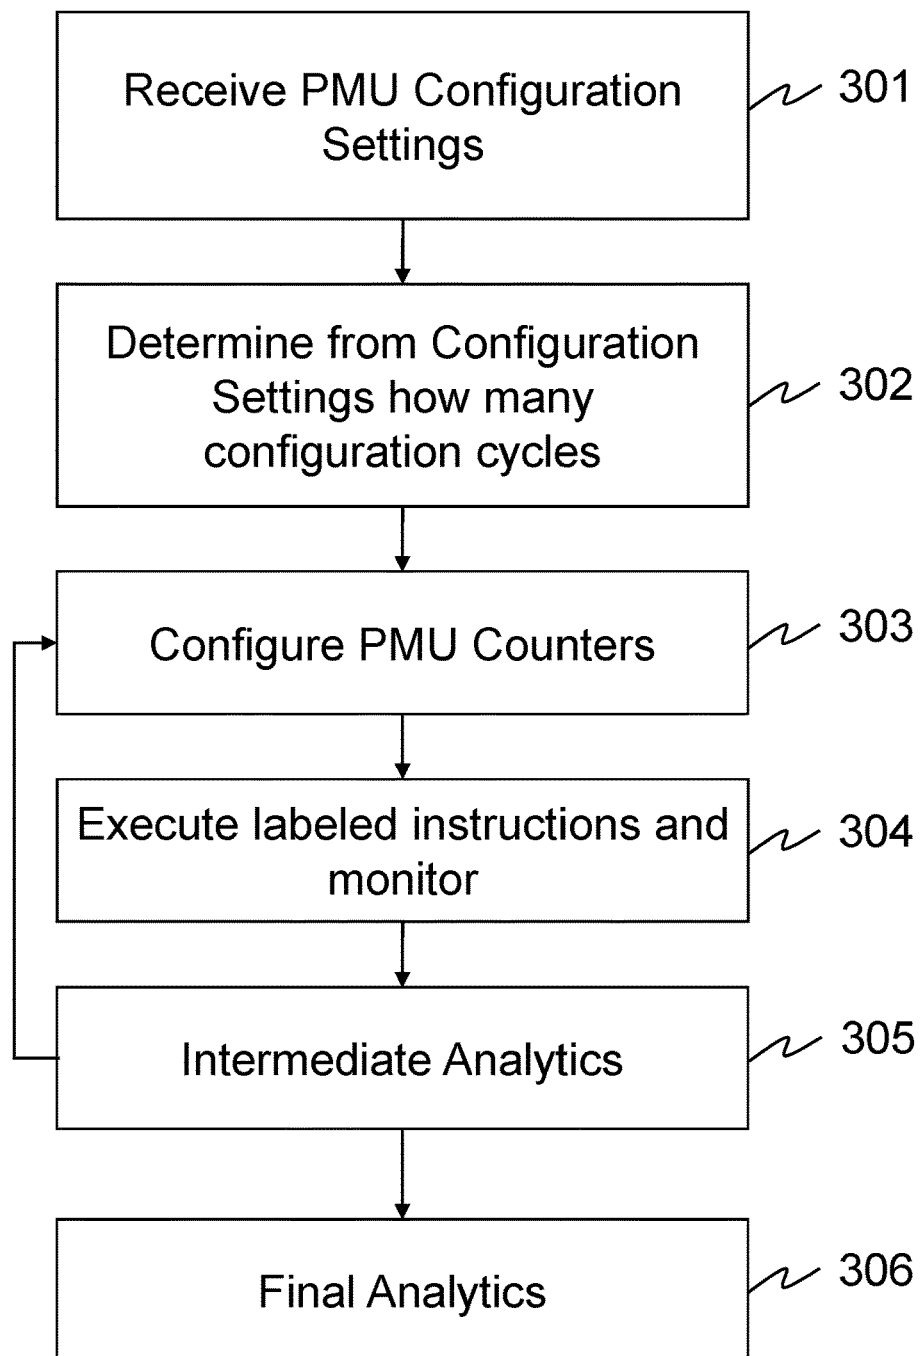 Receive PMU Configuration
Settings
301
Determine from Configuration
Settings how many
configuration cycles
302
Configure PMU Counters
303
Execute labeled instructions and
monitor
304
Intermediate Analytics
305
Final Analytics
306